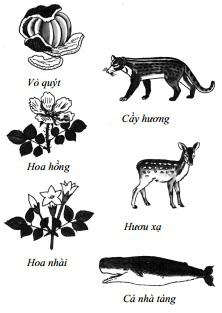 Vỏ quýt
Cầy hương
Hoa hồng
Hươu xạ
Hoa nhài
Cá nhà táng